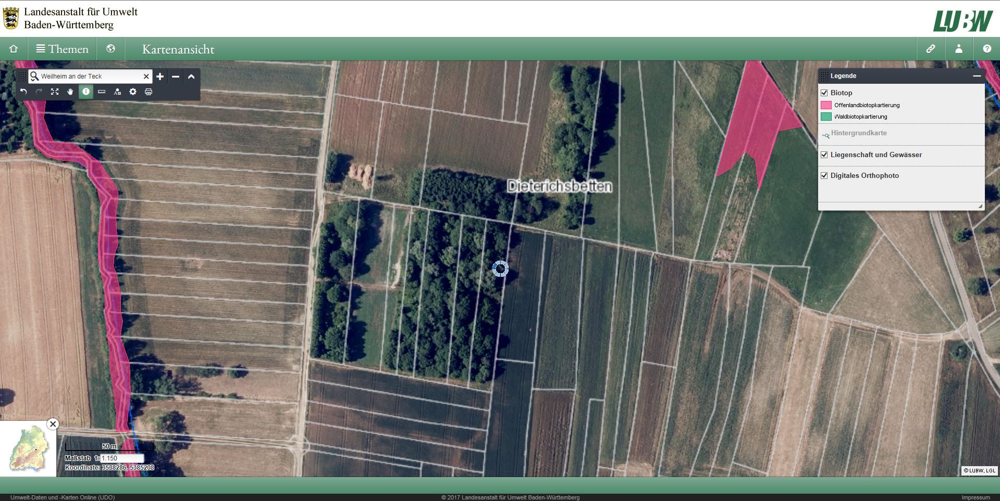 Landesanstalt für Umwelt
Baden-Württemberg
LUBW
Themen
Kartenansicht
Weilheim an der Teck
Legende
Biotop
Offenlandbiotopkartierung
Waldbiotopkartierung
Hintergrundkarte
Liegenschaft und Gewässer
Digitales Orthophoto
Dieterichsbetten
50 m
Maßstab 1: 1.150
Koordinate: 3538286, 5385208
© LUBW, LGL
Umwelt-Daten und -Karten Online (UDO)
© 2017 Landesanstalt für Umwelt Baden-Württemberg
Impressum